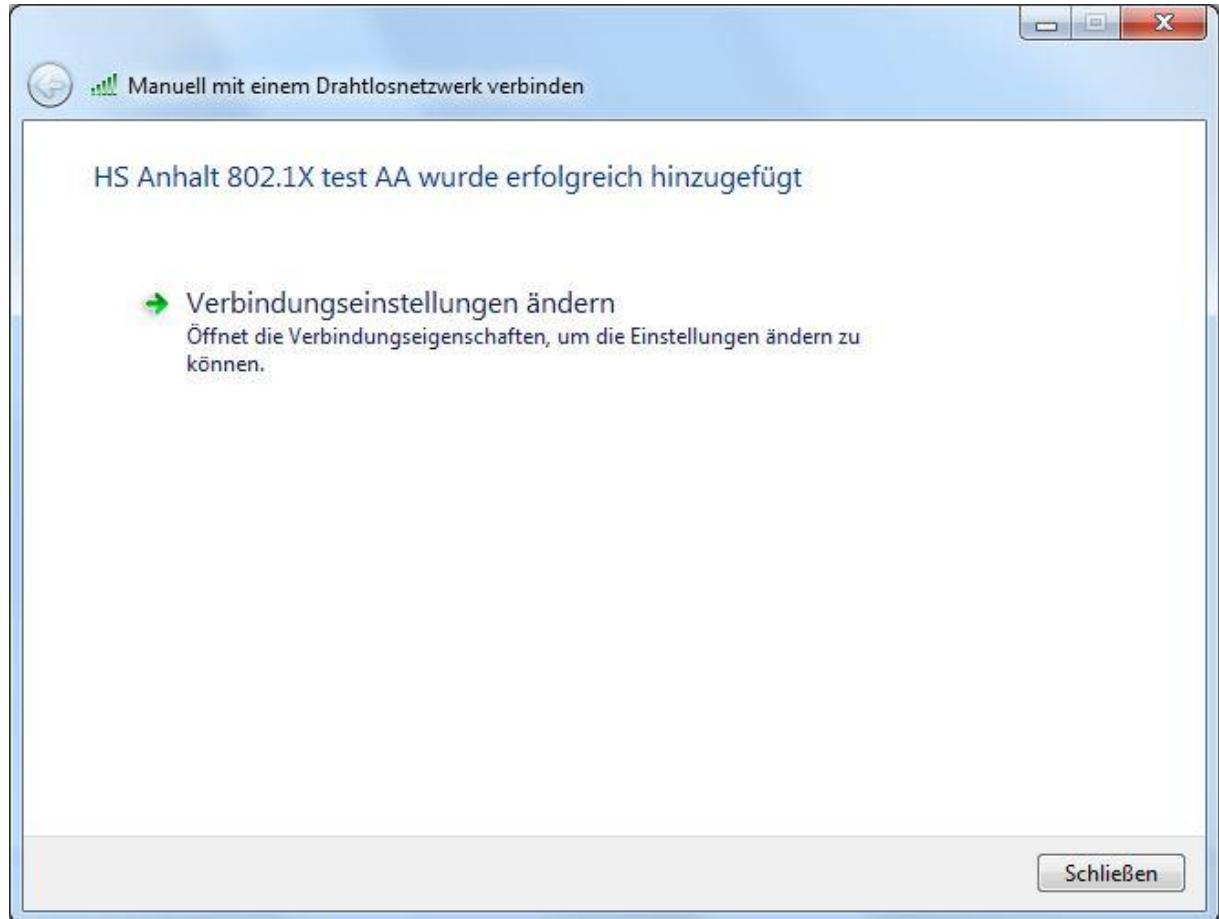 Manuell mit einem Drahtlosnetzwerk verbinden
HS Anhalt 802.1X test AA wurde erfolgreich hinzugefügt
Verbindungseinstellungen ändern
Öffnet die Verbindungseigenschaften, um die Einstellungen ändern zu
können.
Schließen